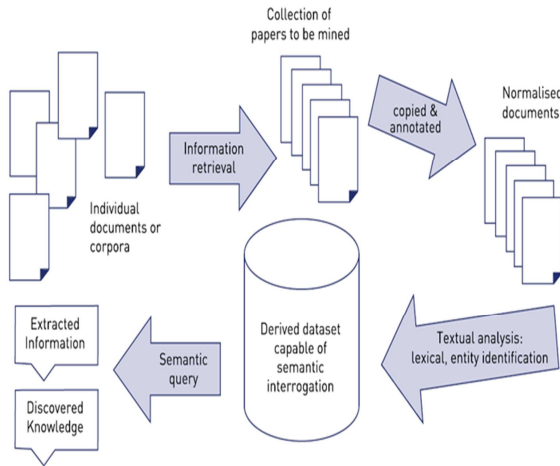 Collection of
papers to be mined
Normalised
documents
copied &
annotated
Information
retrieval
Individual
documents or
corpora
Derived dataset
capable of
semantic
interrogation
Textual analysis:
lexical, entity identification
Semantic
query
Extracted
Information
Discovered
Knowledge